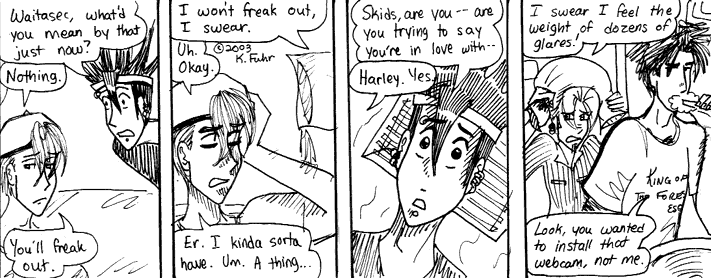 Waitasec, what'd
you mean by that
just now?
Nothing.
You'll freak
out.
I won't freak out,
I swear.
©2003
K. Fuhr
Uh.
Okay.
Er. I kinda sorta
have. Um. A thing...
Skids, are you -- are
you trying to say
you're in love with--
Harley. Yes.
I swear I feel the
weight of dozens of
glares.
KING OF
THE FOREST
Look, you wanted
to install that
webcam, not me.